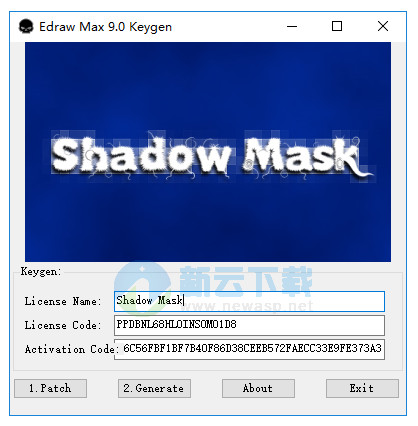 Edraw Max 9.0 Keygen
Shadow Mask
Keygen:
新云下载
www.newasp.net
License Name: Shadow Mask
License Code: PPDBNL68HLOINSOMO1D8
Activation Code: 6C56FBF1BF7B40F86D38CEEB572FAECC33E9FE373A3
1.Patch 2.Generate About Exit